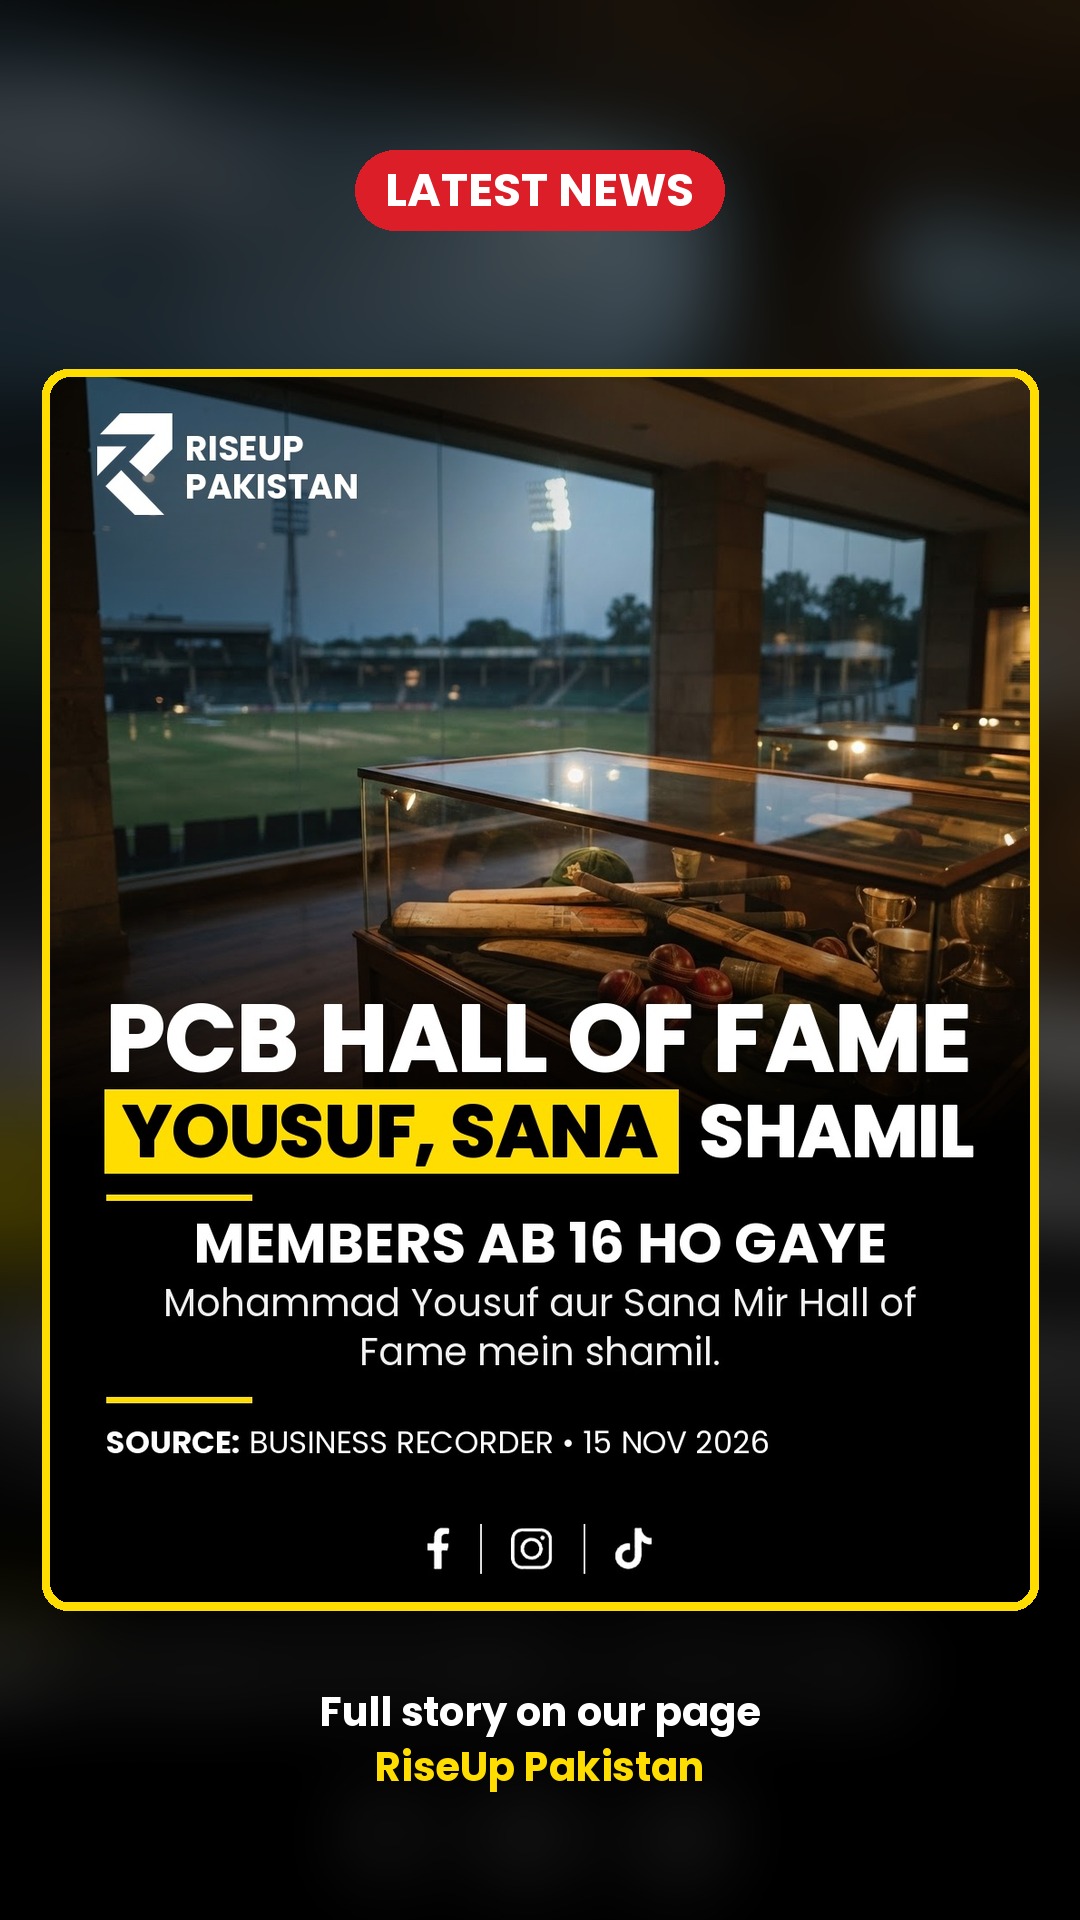 LATEST NEWS
RISEUP
PAKISTAN
PCB HALL OF FAME
YOUSUF, SANA SHAMIL
MEMBERS AB 16 HO GAYE
Mohammad Yousuf aur Sana Mir Hall of
Fame mein shamil.
SOURCE: BUSINESS RECORDER • 15 NOV 2026
Full story on our page
RiseUp Pakistan